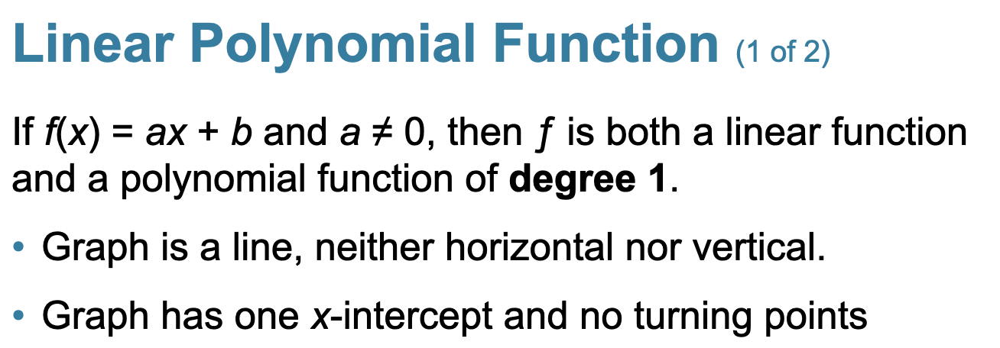 Linear Polynomial Function (1 of 2)
If f(x) = ax + b and a ≠ 0, then f is both a linear function
and a polynomial function of degree 1.
• Graph is a line, neither horizontal nor vertical.
• Graph has one x-intercept and no turning points